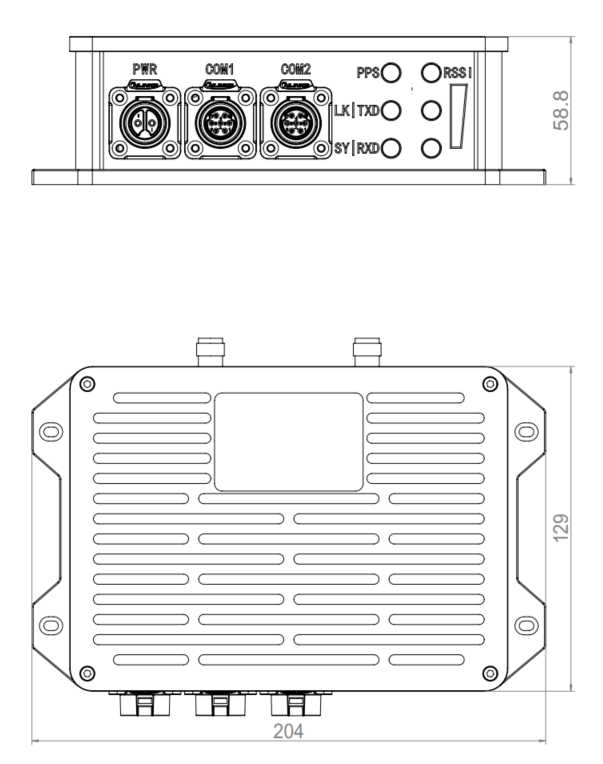 PWR COM1 COM2
PPS RSSI
LK|TXD
SY|RXD
58.8
129
204